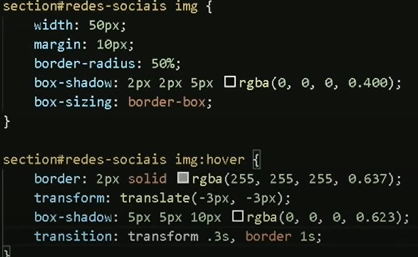 section#redes-sociais img {
width: 50px;
margin: 10px;
border-radius: 50%;
box-shadow: 2px 2px 5px rgba(0, 0, 0, 0.400);
box-sizing: border-box;
}
section#redes-sociais img:hover {
border: 2px solid rgba(255, 255, 255, 0.637);
transform: translate(-3px, -3px);
box-shadow: 5px 5px 10px rgba(0, 0, 0, 0.623);
transition: transform .3s, border 1s;
}